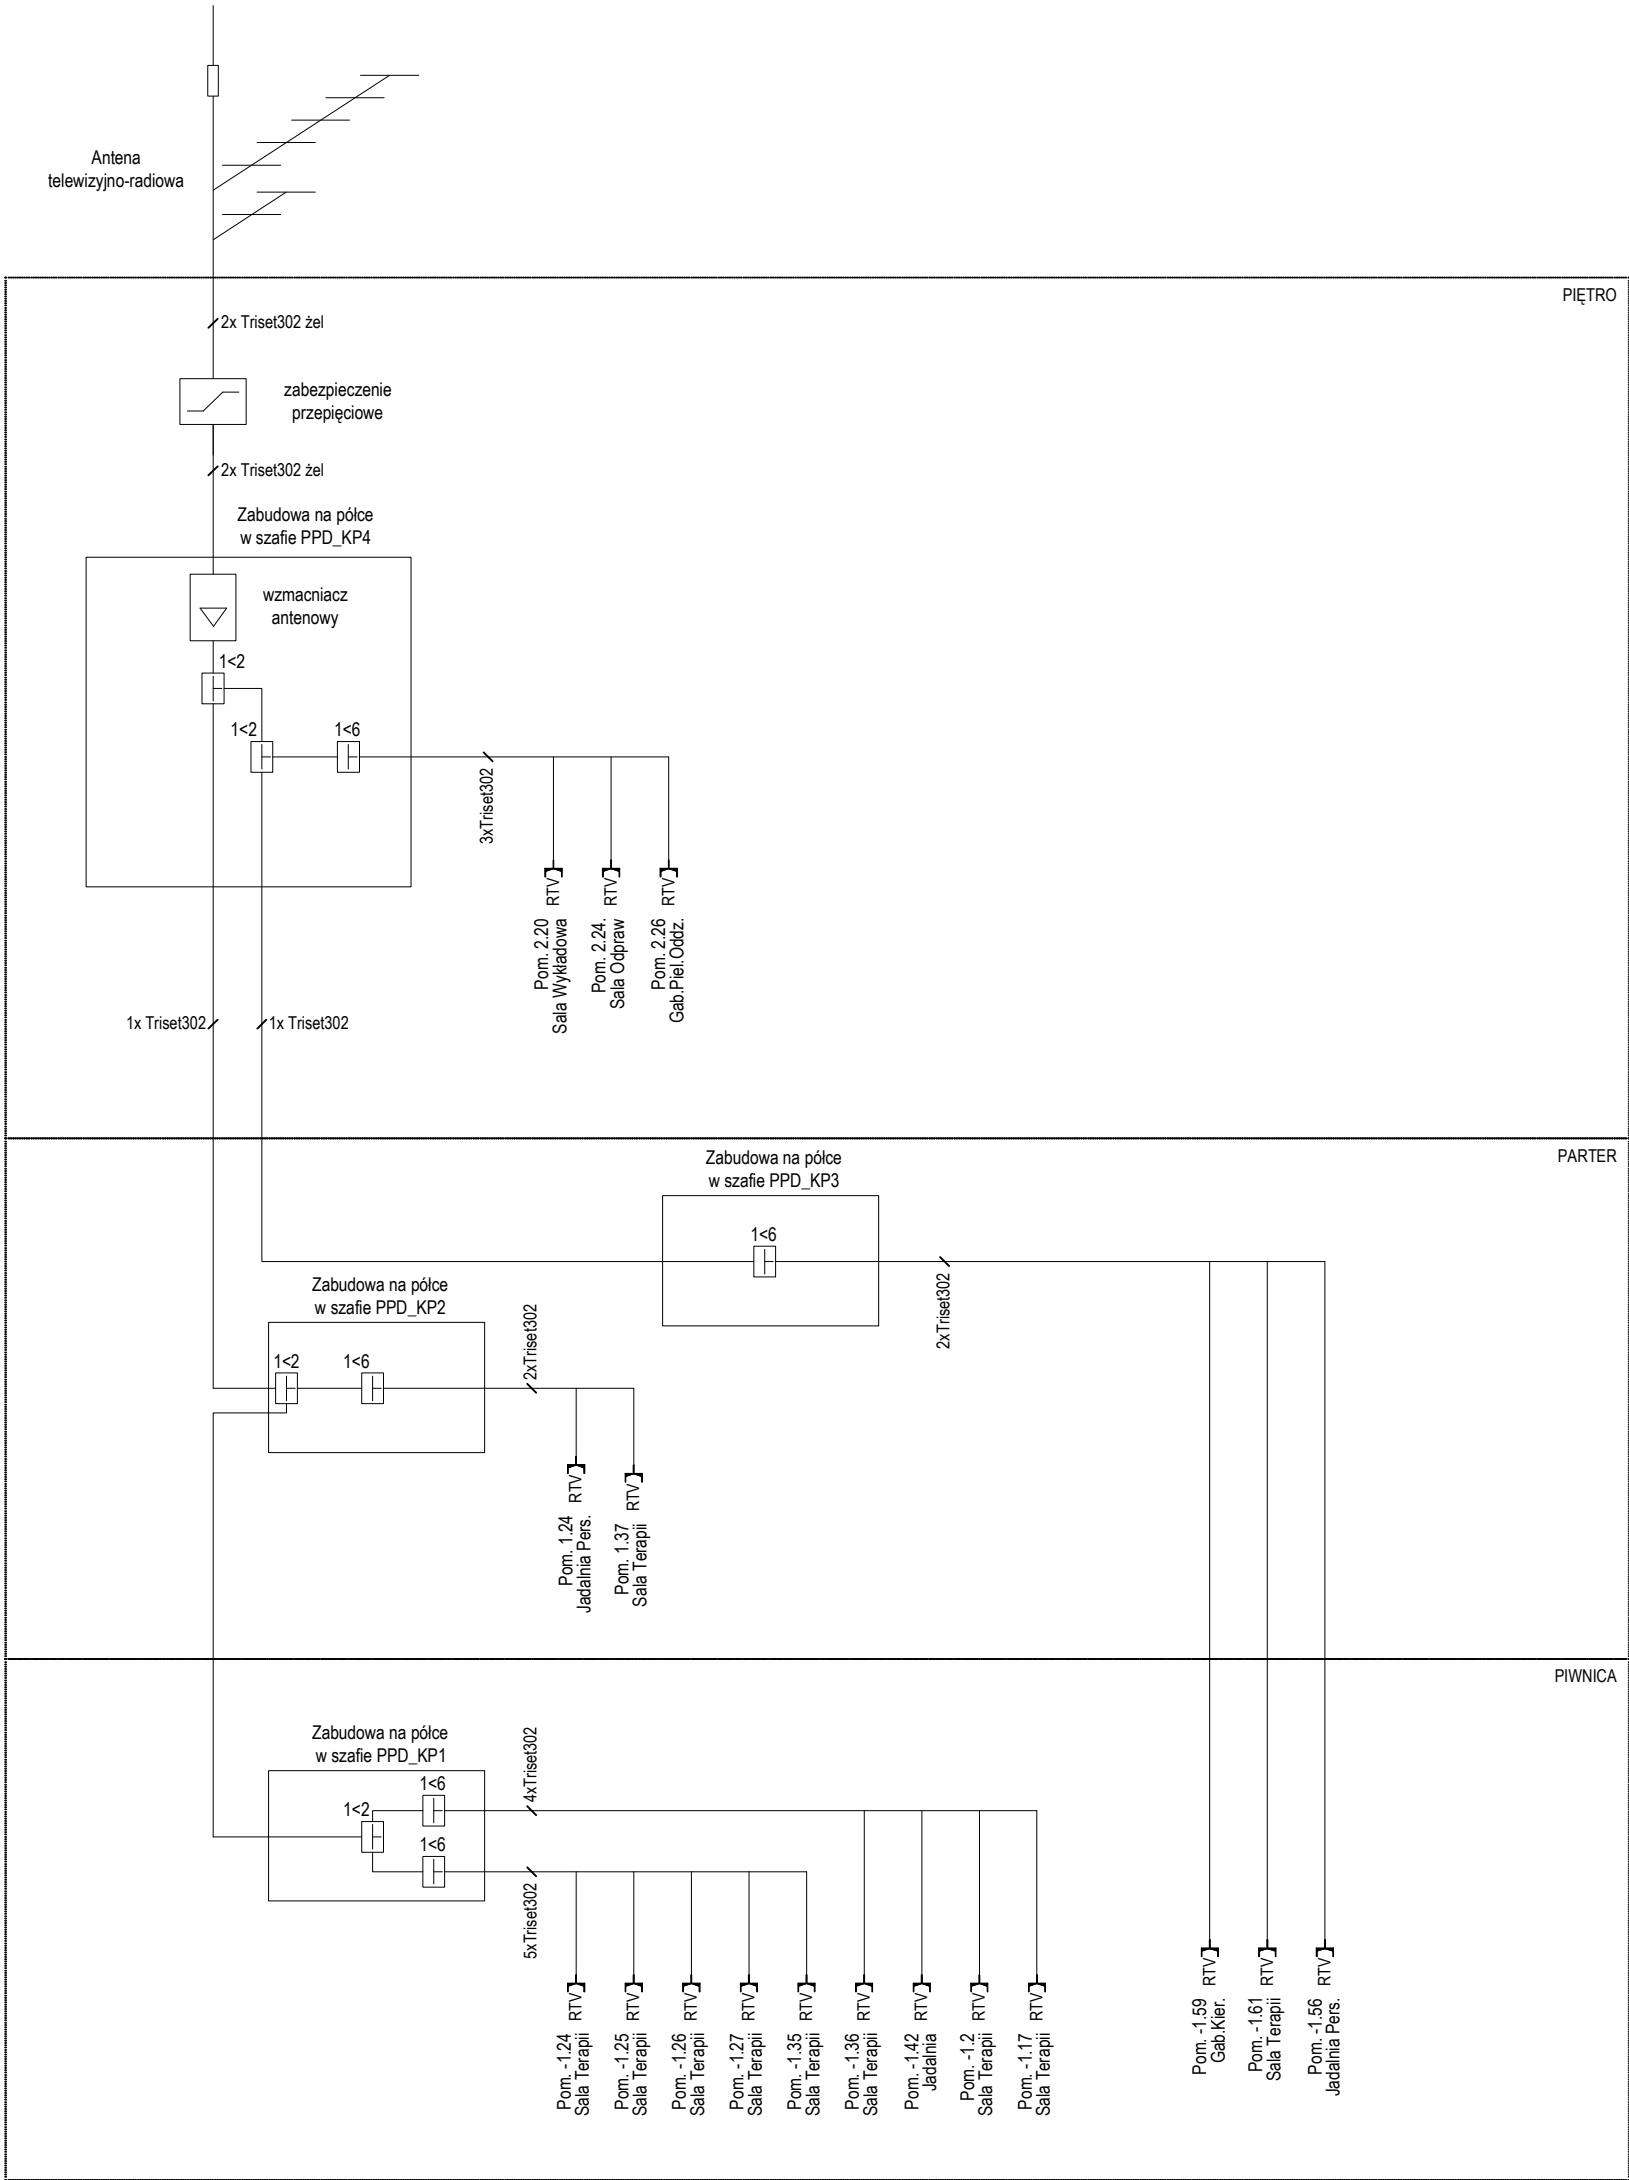 Antena
telewizyjno-radiowa
PIĘTRO
2x Triset302 żel
zabezpieczenie
przepięciowe
2x Triset302 żel
Zabudowa na półce
w szafie PPD_KP4
wzmacniacz
antenowy
1<2
1<2
1<6
3xTriset302
RTV
Pom. 2.20
Sala Wykładowa
RTV
Pom. 2.24.
Sala Odpraw
RTV
Pom. 2.26
Gab.Piel.Oddz.
1x Triset302
1x Triset302
PARTER
Zabudowa na półce
w szafie PPD_KP3
1<6
2xTriset302
Zabudowa na półce
w szafie PPD_KP2
1<2
1<6
2xTriset302
RTV
Pom. 1.24
Jadalnia Pers.
RTV
Pom. 1.37
Sala Terapii
PIWNICA
Zabudowa na półce
w szafie PPD_KP1
1<2
1<6
1<6
4xTriset302
5xTriset302
RTV
Pom. -1.24
Sala Terapii
RTV
Pom. -1.25
Sala Terapii
RTV
Pom. -1.26
Sala Terapii
RTV
Pom. -1.27
Sala Terapii
RTV
Pom. -1.35
Sala Terapii
RTV
Pom. -1.36
Sala Terapii
RTV
Pom. -1.42
Jadalnia
RTV
Pom. -1.2
Sala Terapii
RTV
Pom. -1.17
Sala Terapii
RTV
Pom. -1.59
Gab.Kier.
RTV
Pom. -1.61
Sala Terapii
RTV
Pom. -1.56
Jadalnia Pers.